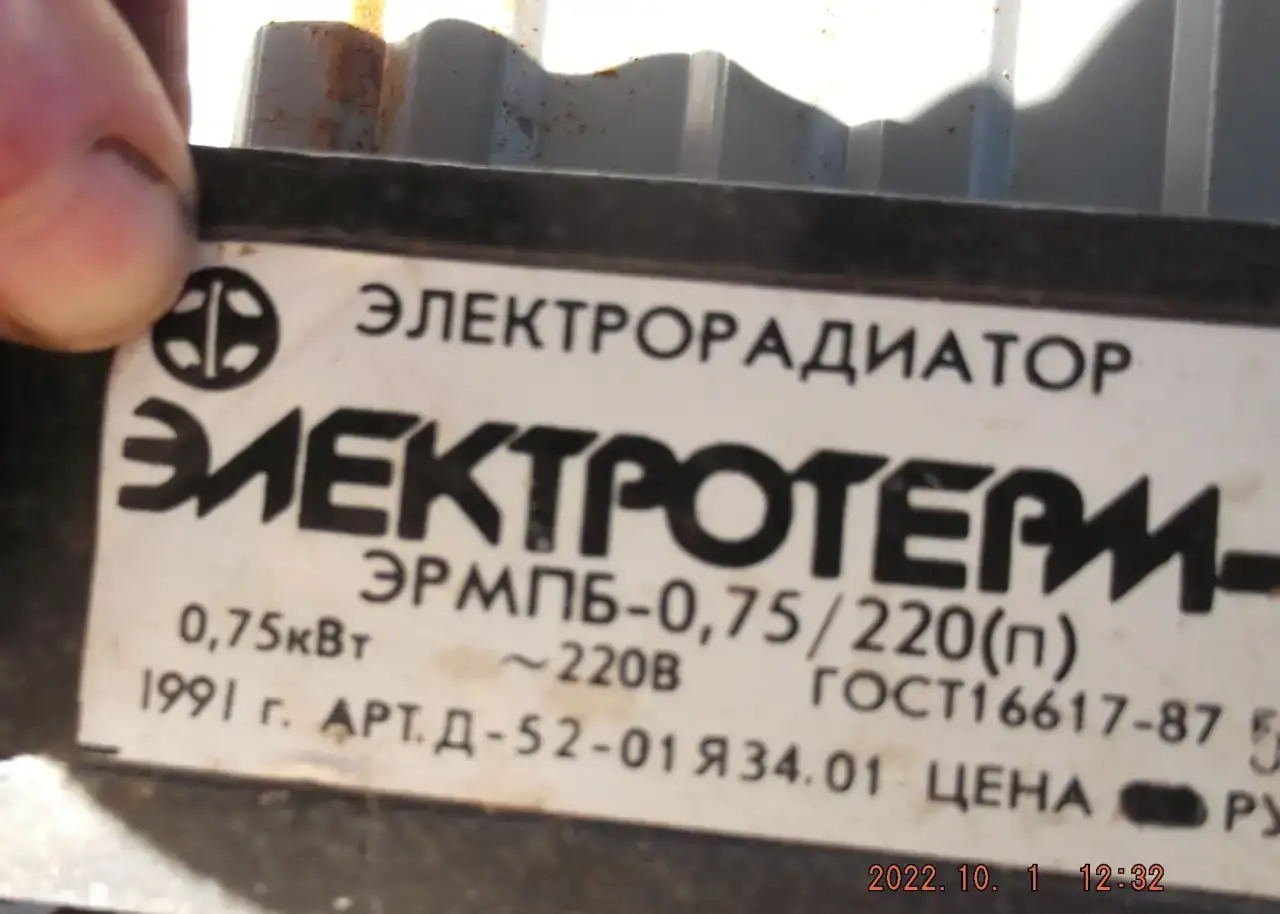 ЭЛЕКТРОРАДИАТОР
ЭЛЕКТРОТЕРМ-
ЭРМПБ-0,75/220(п)
0,75кВт ~220В ГОСТ16617-87
1991 г. АРТ. Д-52-01Я34.01 ЦЕНА РУ
2022.10. 1 12:32